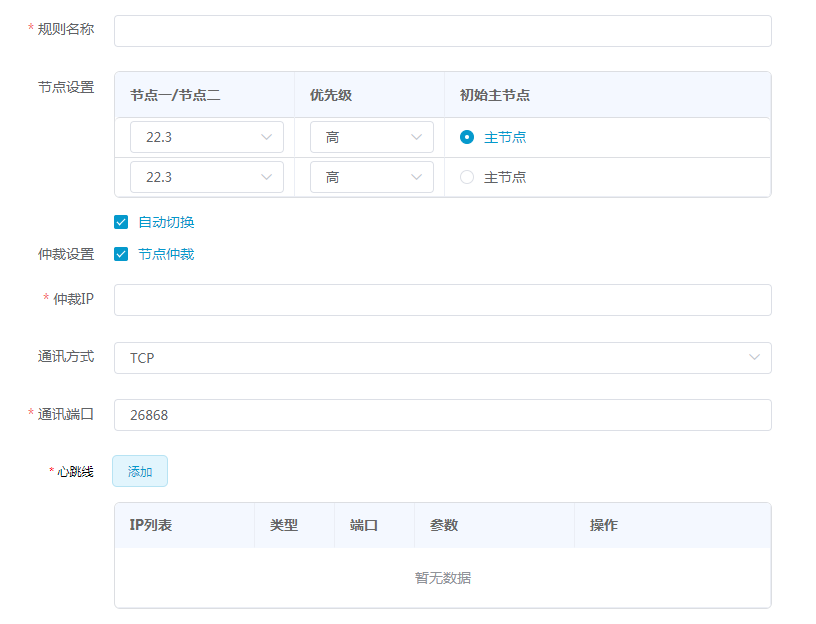 * 规则名称
节点设置
节点一/节点二 优先级 初始主节点
22.3 高 主节点
22.3 高 主节点
自动切换
仲裁设置 节点仲裁
* 仲裁IP
通讯方式 TCP
* 通讯端口 26868
* 心跳线 添加
IP列表 类型 端口 参数 操作
暂无数据